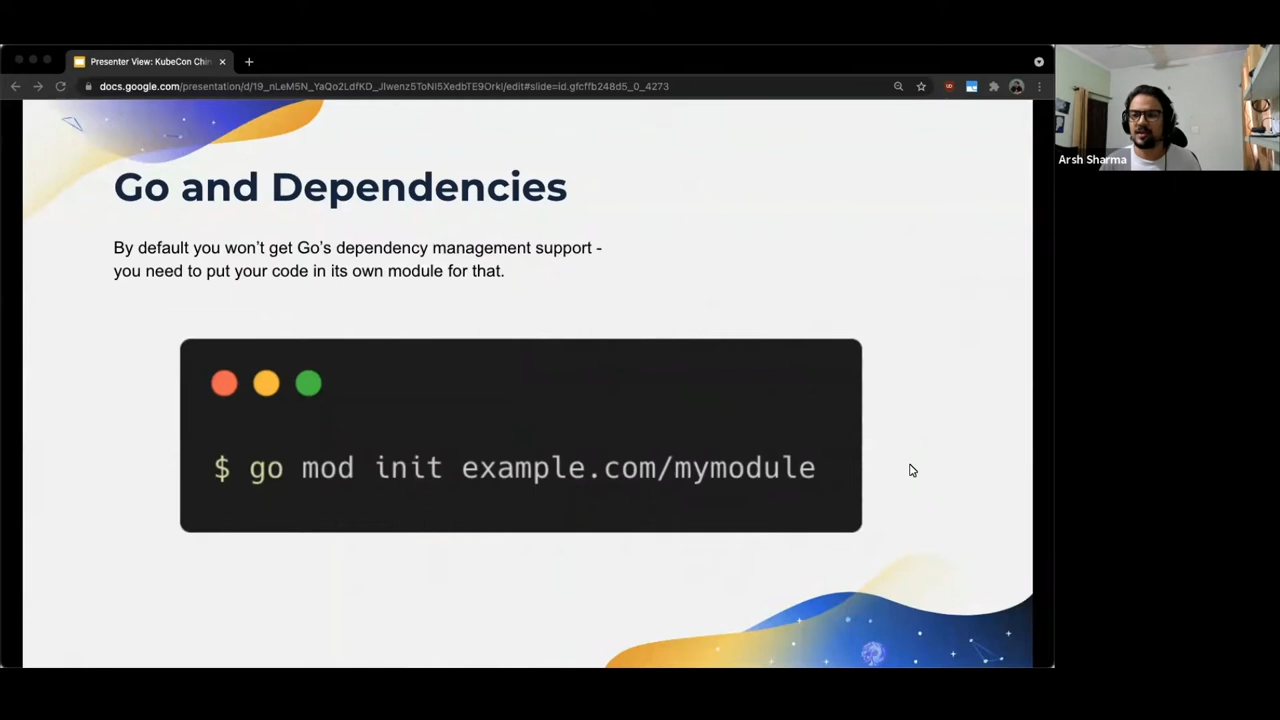 Presenter View: KubeCon Chin
docs.google.com/presentation/d/19_nLeM5N_YaQo2LdfKD_JIwenz5ToNI5XedbTE9OrkI/edit#slide=id.gfcffb248d5_0_4273
Arsh Sharma
Go and Dependencies
By default you won't get Go's dependency management support -
you need to put your code in its own module for that.
$ go mod init example.com/mymodule